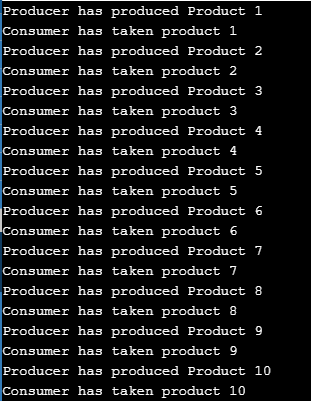 Producer has produced Product 1
Consumer has taken product 1
Producer has produced Product 2
Consumer has taken product 2
Producer has produced Product 3
Consumer has taken product 3
Producer has produced Product 4
Consumer has taken product 4
Producer has produced Product 5
Consumer has taken product 5
Producer has produced Product 6
Consumer has taken product 6
Producer has produced Product 7
Consumer has taken product 7
Producer has produced Product 8
Consumer has taken product 8
Producer has produced Product 9
Consumer has taken product 9
Producer has produced Product 10
Consumer has taken product 10